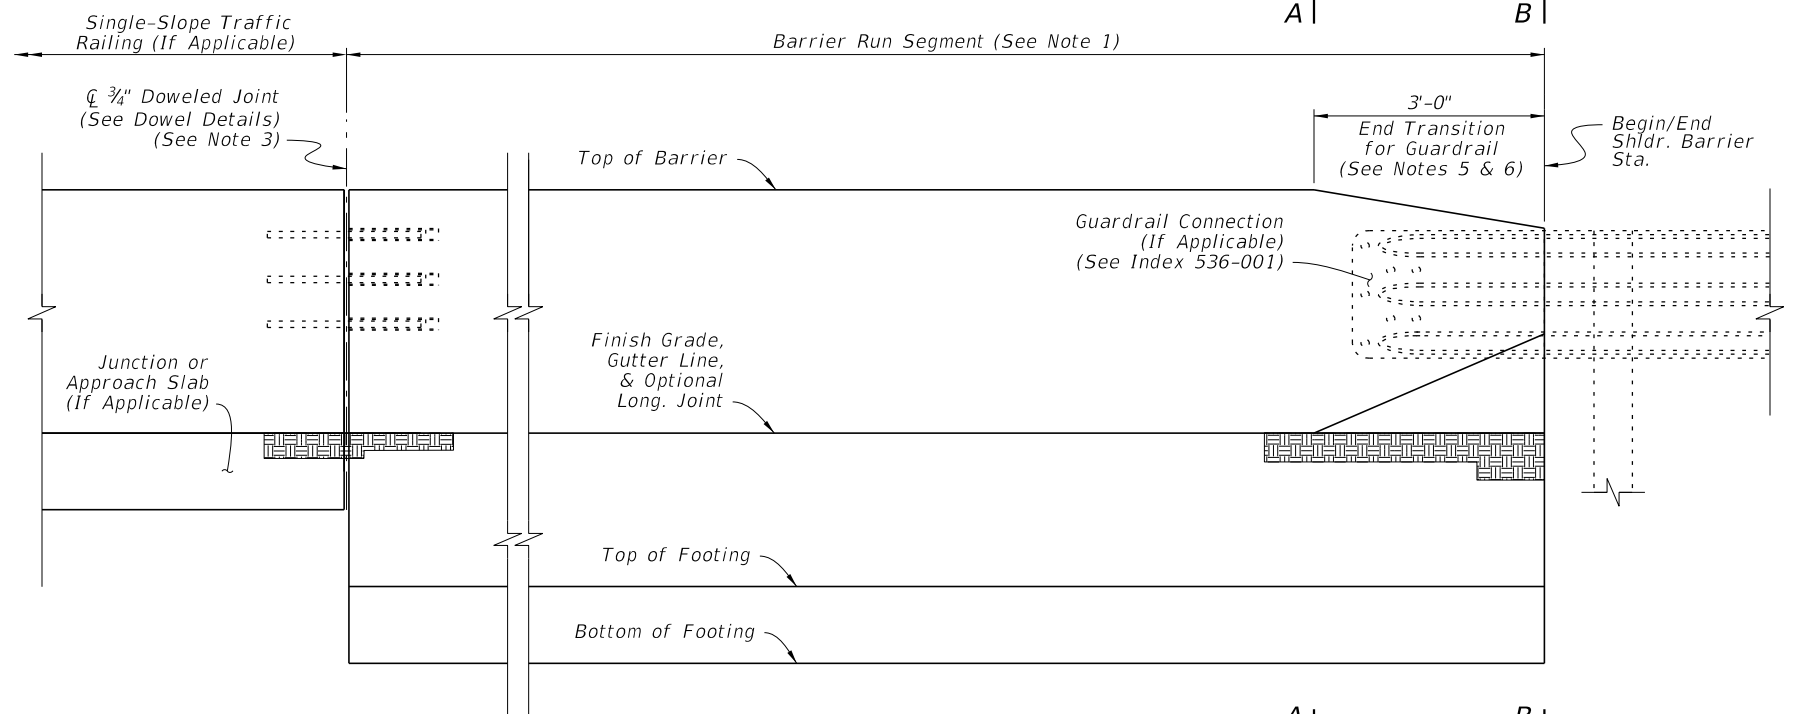 Single-Slope Traffic
Railing (If Applicable)
A
B
Barrier Run Segment (See Note 1)
℄ ¾" Doweled Joint
(See Dowel Details)
(See Note 3)
3'-0"
End Transition
for Guardrail
(See Notes 5 & 6)
Begin/End
Shldr. Barrier
Sta.
Top of Barrier
Guardrail Connection
(If Applicable)
(See Index 536-001)
Finish Grade,
Gutter Line,
& Optional
Long. Joint
Junction or
Approach Slab
(If Applicable)
Top of Footing
Bottom of Footing
A
B